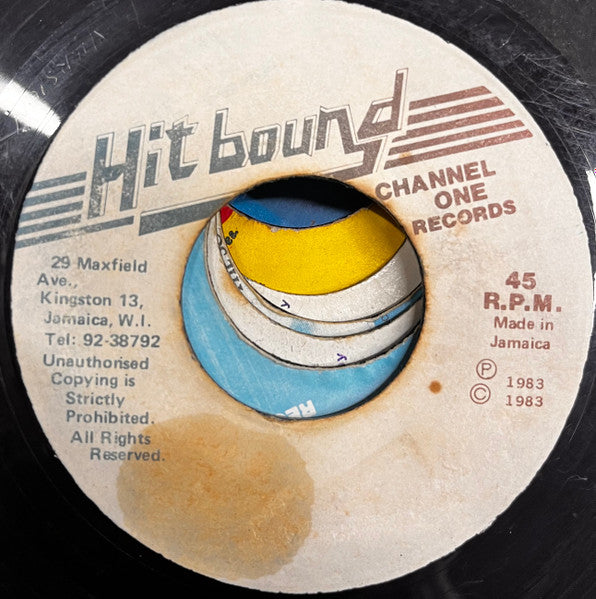 Hit bound
CHANNEL
ONE
RECORDS
29 Maxfield
Ave.,
Kingston 13,
Jamaica, W.I.
Tel: 92-38792
Unauthorised
Copying is
Strictly
Prohibited.
All Rights
Reserved.
45
R.P.M.
Made in
Jamaica
Ⓟ 1983
© 1983